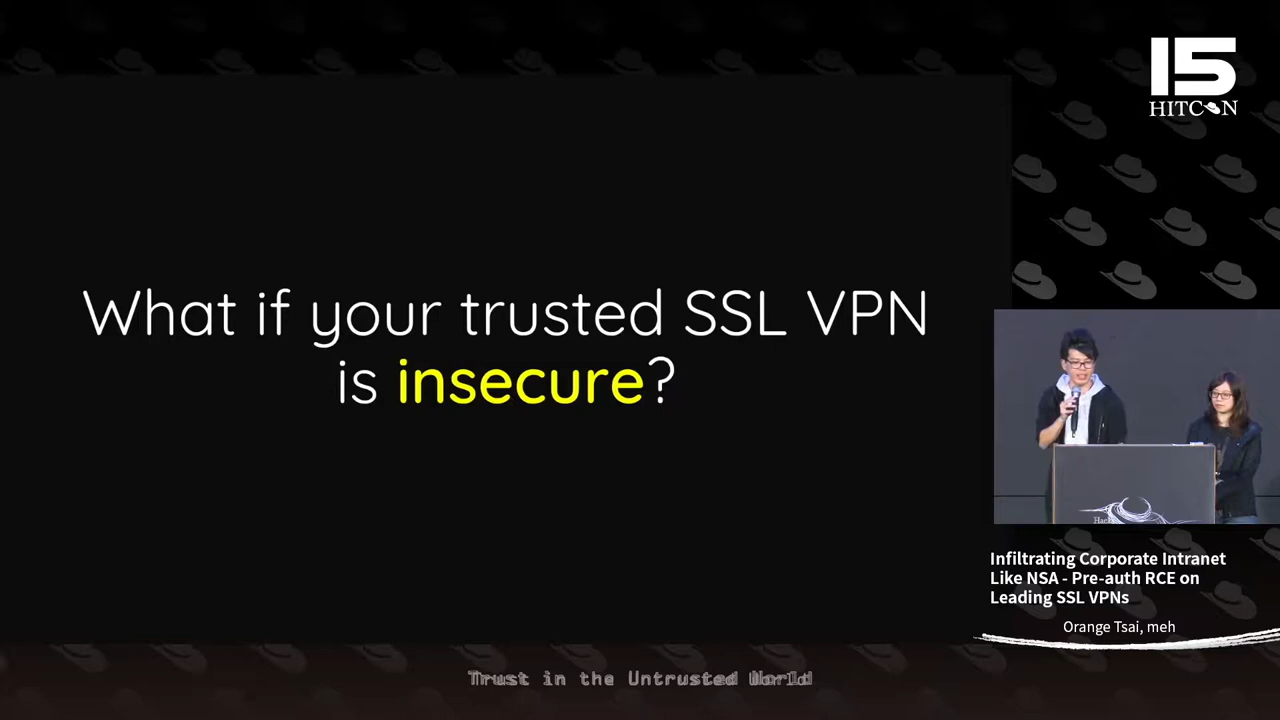 15
HITCON
What if your trusted SSL VPN
is insecure?
Hack
Infiltrating Corporate Intranet
Like NSA - Pre-auth RCE on
Leading SSL VPNs
Orange Tsai, meh
Trust in the Untrusted World